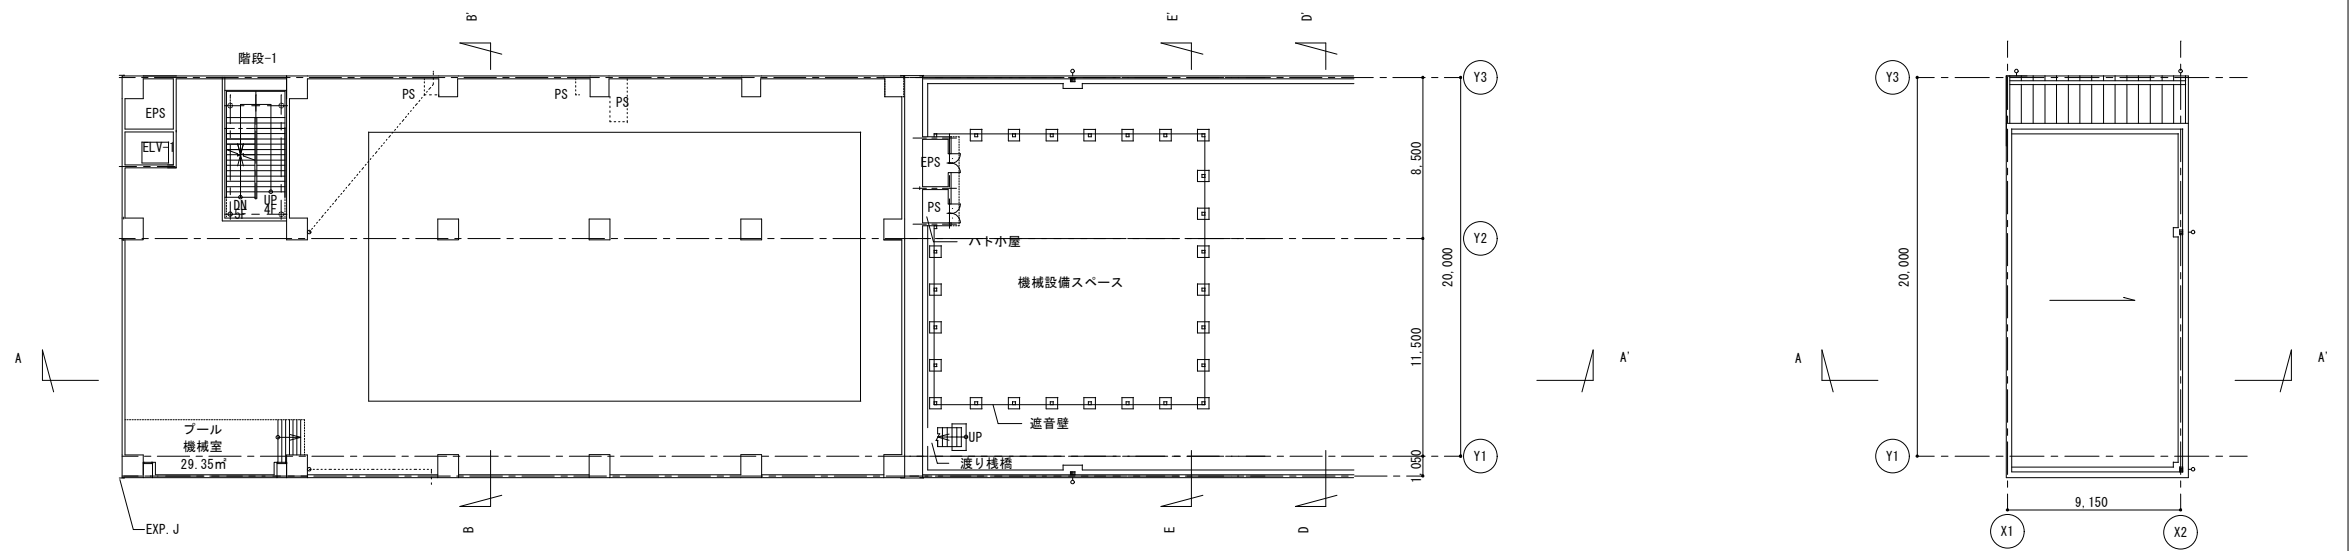 B'
E'
D'
階段-1
Y3
Y3
PS
PS
PS
EPS
ELV-1
EPS
8,500
DN
UP
5F - 4F
PS
ハト小屋
Y2
機械設備スペース
20,000
20,000
11,500
A
A'
A
A'
遮音壁
プール
機械室
29.35㎡
UP
渡り桟橋
Y1
Y1
1,050
9,150
EXP.J
B
E
D
X1
X2